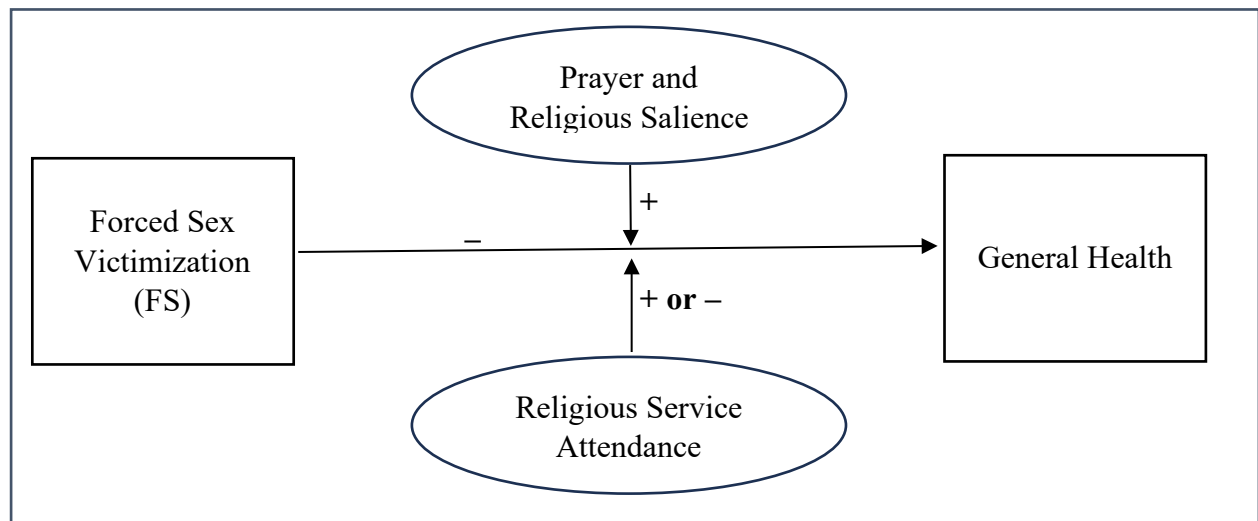 Prayer and
Religious Salience
+
Forced Sex
Victimization
(FS)
–
General Health
+ or –
Religious Service
Attendance